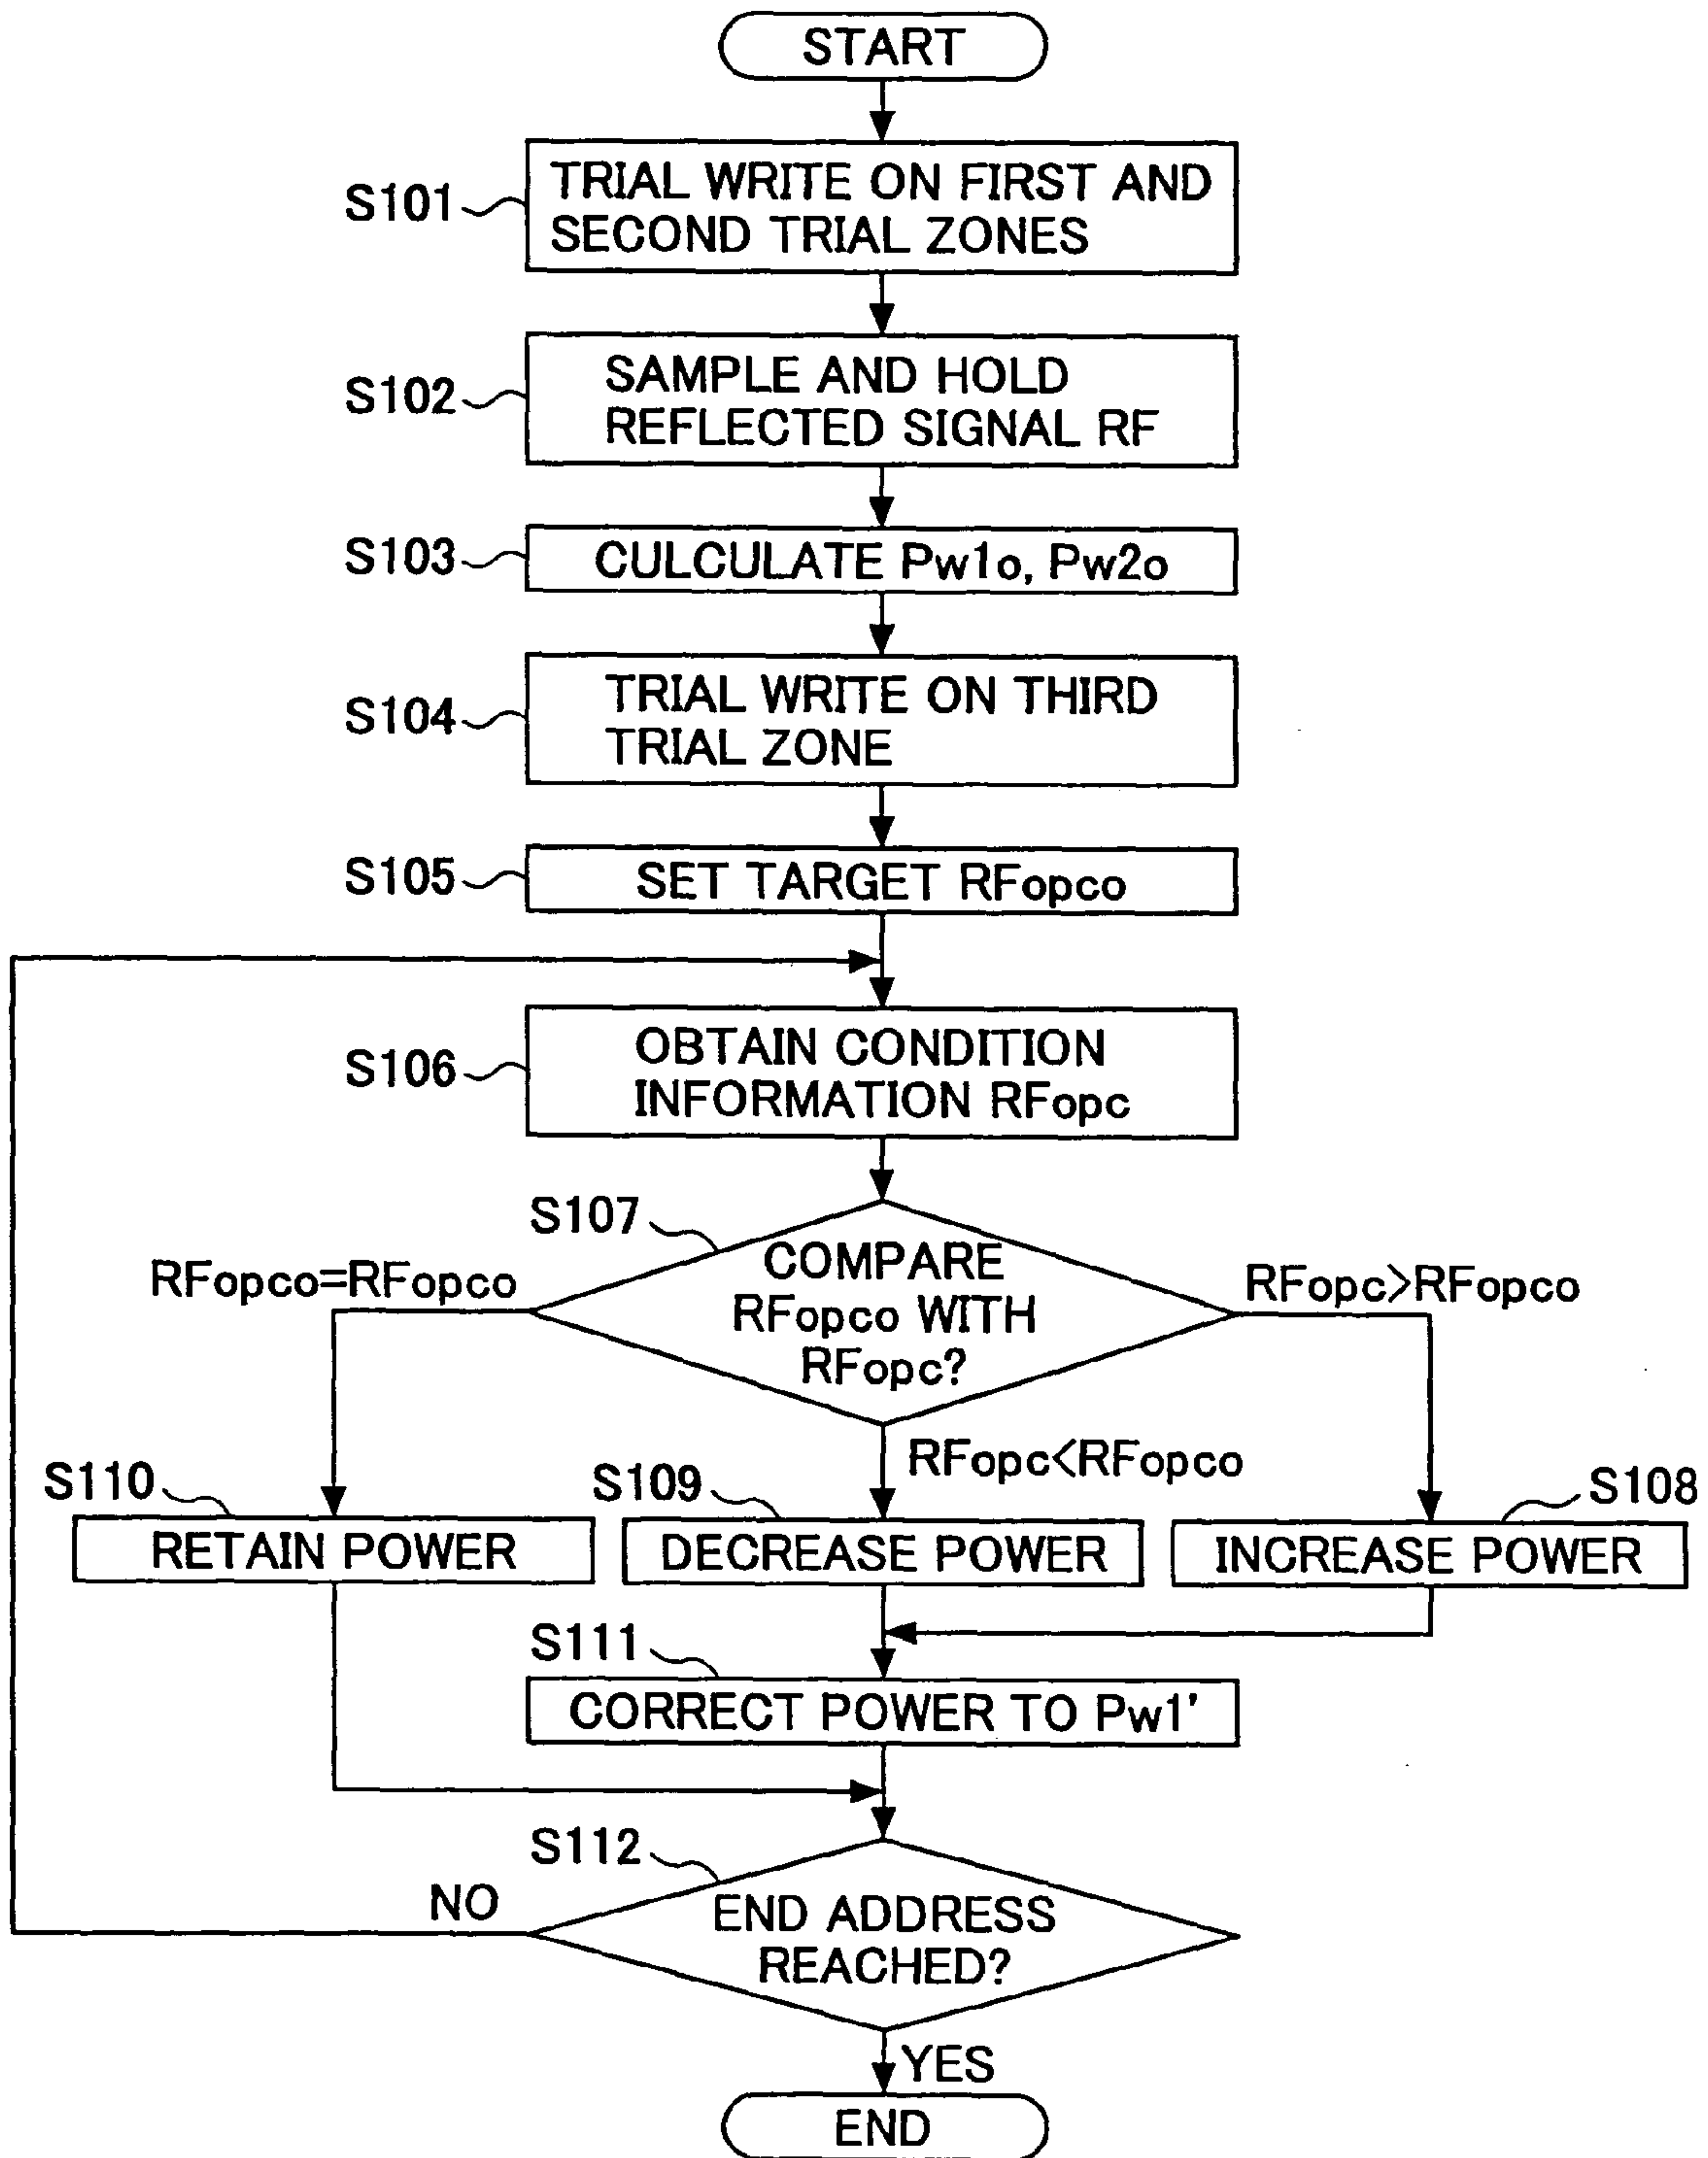 START
S101
TRIAL WRITE ON FIRST AND
SECOND TRIAL ZONES
S102
SAMPLE AND HOLD
REFLECTED SIGNAL RF
S103
CULCULATE Pw1o, Pw2o
S104
TRIAL WRITE ON THIRD
TRIAL ZONE
S105
SET TARGET RFopco
S106
OBTAIN CONDITION
INFORMATION RFopc
S107
COMPARE
RFopco WITH
RFopc?
RFopco=RFopco
RFopc>RFopco
RFopc<RFopco
S110
RETAIN POWER
S109
DECREASE POWER
S108
INCREASE POWER
S111
CORRECT POWER TO Pw1'
S112
END ADDRESS
REACHED?
NO
YES
END